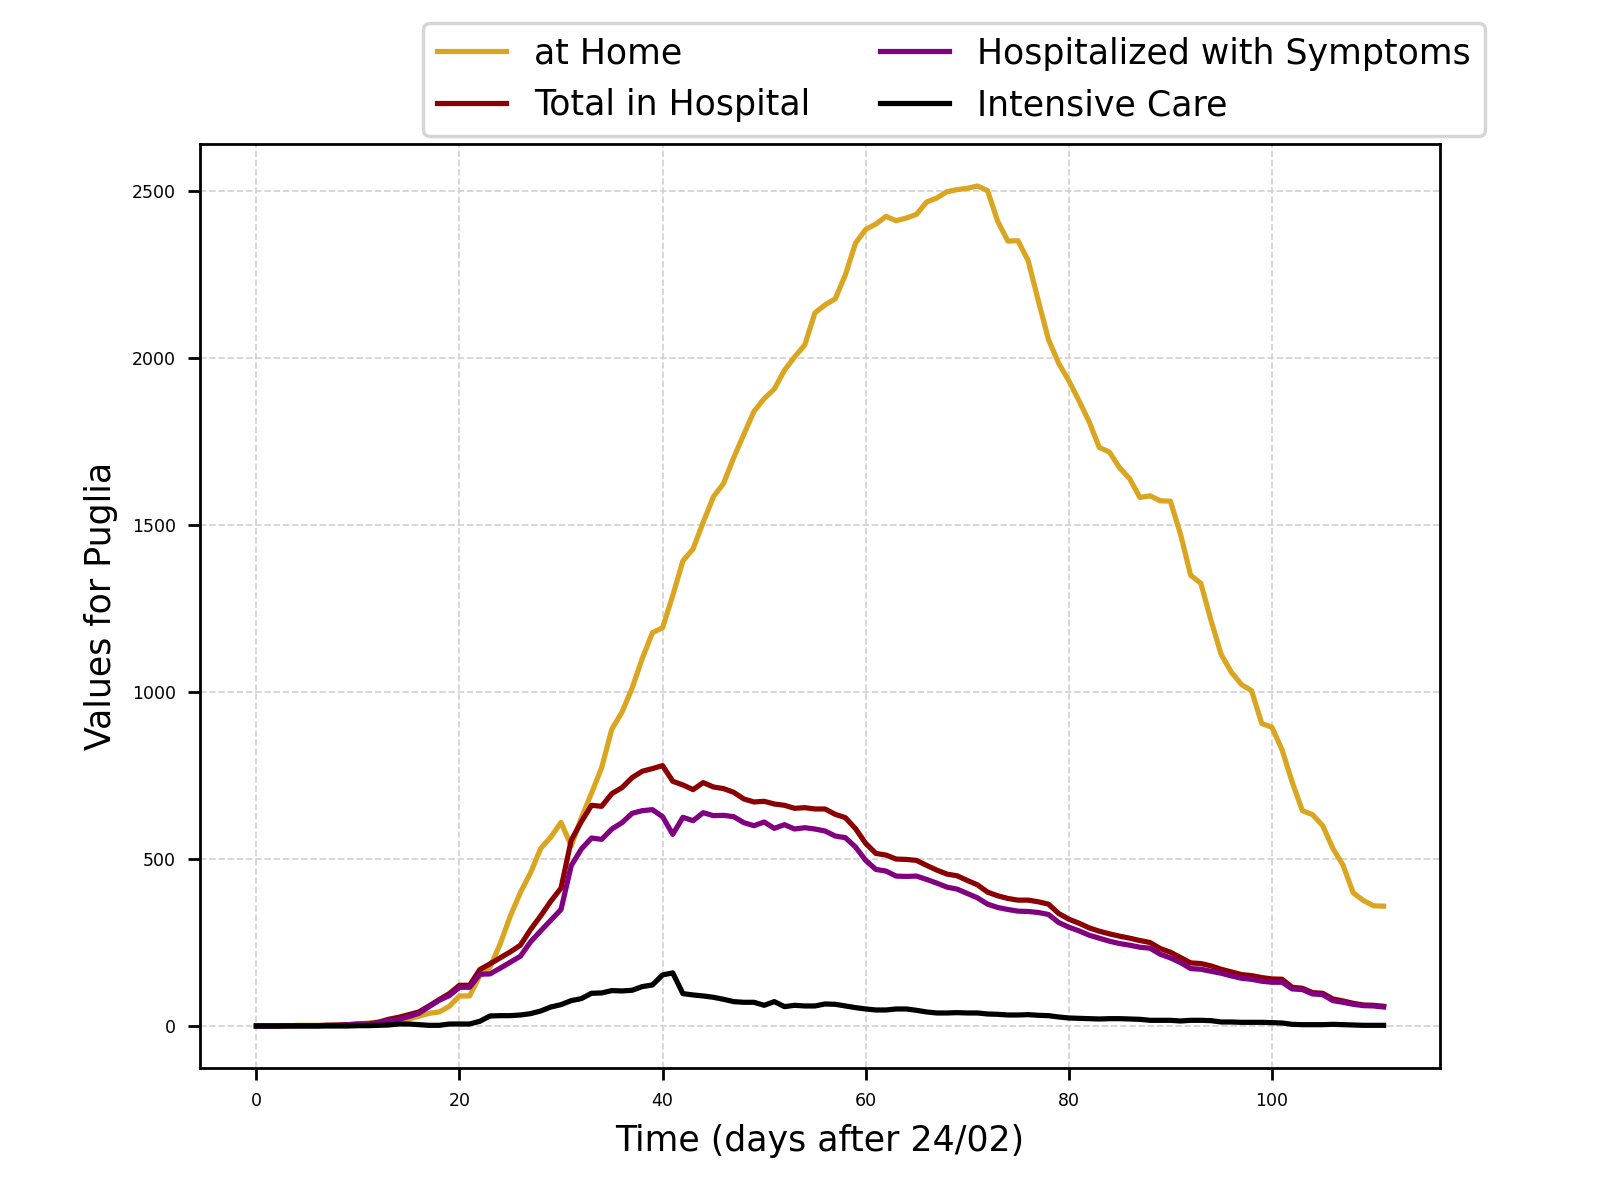 at Home
Total in Hospital
Hospitalized with Symptoms
Intensive Care
Values for Puglia
2500
2000
1500
1000
500
0
0 20 40 60 80 100
Time (days after 24/02)